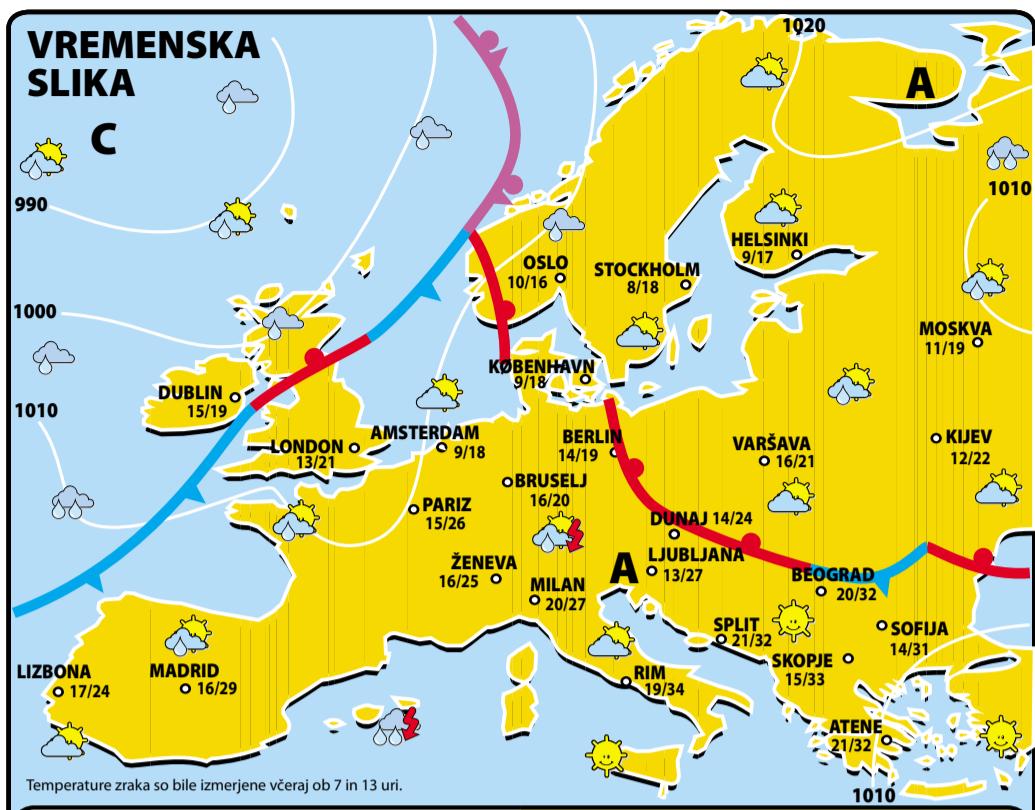 VREMENSKA
SLIKA
1020
A
C
1010
990
HELSINKI
9/17
OSLO
10/16
STOCKHOLM
8/18
1000
MOSKVA
11/19
KØBENHAVN
9/18
DUBLIN
15/19
1010
LONDON
13/21
AMSTERDAM
9/18
BERLIN
14/19
VARŠAVA
16/21
KIJEV
12/22
BRUSELJ
16/20
PARIZ
15/26
DUNAJ 14/24
LJUBLJANA
13/27
A
ŽENEVA
16/25
MILAN
20/27
BEOGRAD
20/32
SPLIT
21/32
SOFIJA
14/31
SKOPJE
15/33
LIZBONA
17/24
MADRID
16/29
RIM
19/34
ATENE
21/32
Temperature zraka so bile izmerjene včeraj ob 7 in 13 uri.
1010